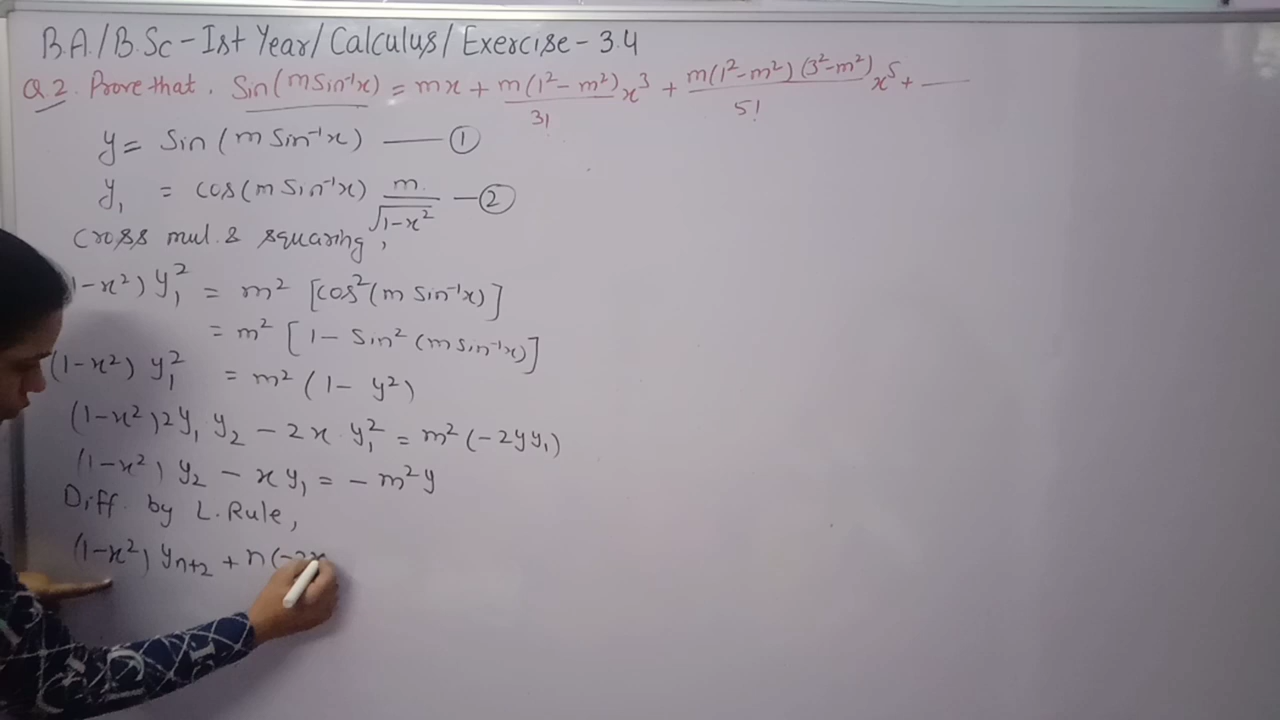 B.A./B.Sc - Ist Year/Calculus/Exercise - 3.4
Q 2. Prove that. Sin(m Sin⁻¹x) = mx + m(1² - m²)/3! x³ + m(1² - m²)(3² - m²)/5! x⁵ + ——
y = Sin(m Sin⁻¹x) —— ①
y₁ = cos(m Sin⁻¹x) m/√(1-x²) — ②
Cross mul. & squaring,
1-x²) y₁² = m² [cos²(m Sin⁻¹x)]
= m² [1 - Sin²(m sin⁻¹x)]
(1-x²) y₁² = m² (1 - y²)
(1-x²) 2y₁ y₂ - 2x . y₁² = m² (-2yy₁)
(1-x²) y₂ - xy₁ = - m²y
Diff. by L. Rule,
(1-x²) yₙ₊₂ + n(-2x